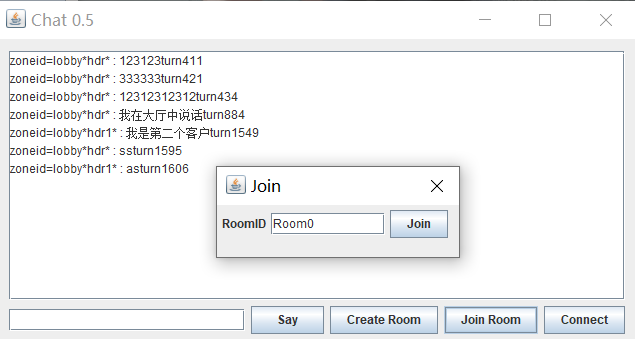 Chat 0.5
zoneid=lobby*hdr* : 123123turn411
zoneid=lobby*hdr* : 333333turn421
zoneid=lobby*hdr* : 12312312312turn434
zoneid=lobby*hdr* : 我在大厅中说话turn884
zoneid=lobby*hdr1* : 我是第二个客户turn1549
zoneid=lobby*hdr* : ssturn1595
zoneid=lobby*hdr1* : asturn1606
Join
RoomID Room0 Join
Say Create Room Join Room Connect